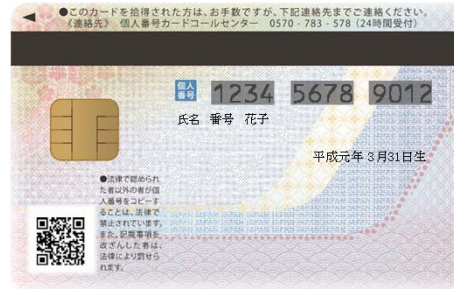 ●このカードを拾得された方は、お手数ですが、下記連絡先までご連絡ください。
《連絡先》 個人番号カードコールセンター 0570-783-578 (24時間受付)
個人番号 1234 5678 9012
氏名 番号 花子
平成元年3月31日生
●法律で認められ
た者以外の者が個
人番号をコピーす
ることは、法律で
禁止されています。
また、記載事項を
改ざんした者は、
法律により罰せら
れます。